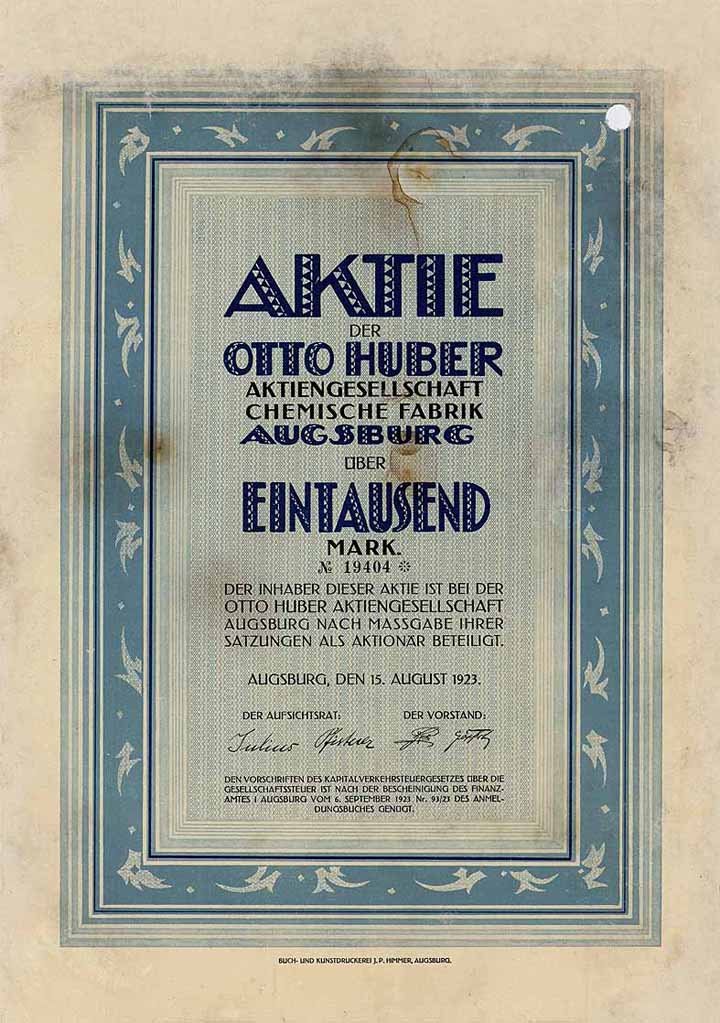 AKTIE
DER
OTTO HUBER
AKTIENGESELLSCHAFT
CHEMISCHE FABRIK
AUGSBURG
ÜBER
EINTAUSEND
MARK.
№ 19404 ❊
DER INHABER DIESER AKTIE IST BEI DER
OTTO HUBER AKTIENGESELLSCHAFT
AUGSBURG NACH MASSGABE IHRER
SATZUNGEN ALS AKTIONÄR BETEILIGT.
AUGSBURG, DEN 15. AUGUST 1923.
DER AUFSICHTSRAT: DER VORSTAND:
Julius Pfisterer
DEN VORSCHRIFTEN DES KAPITALVERKEHRSTEUERGESETZES ÜBER DIE
GESELLSCHAFTSSTEUER IST NACH DER BESCHEINIGUNG DES FINANZ-
AMTES I AUGSBURG VOM 6. SEPTEMBER 1923 Nr. 93/23 DES ANMEL-
DUNGSBUCHES GENÜGT.
BUCH- UND KUNSTDRUCKEREI J. P. HIMMER, AUGSBURG.